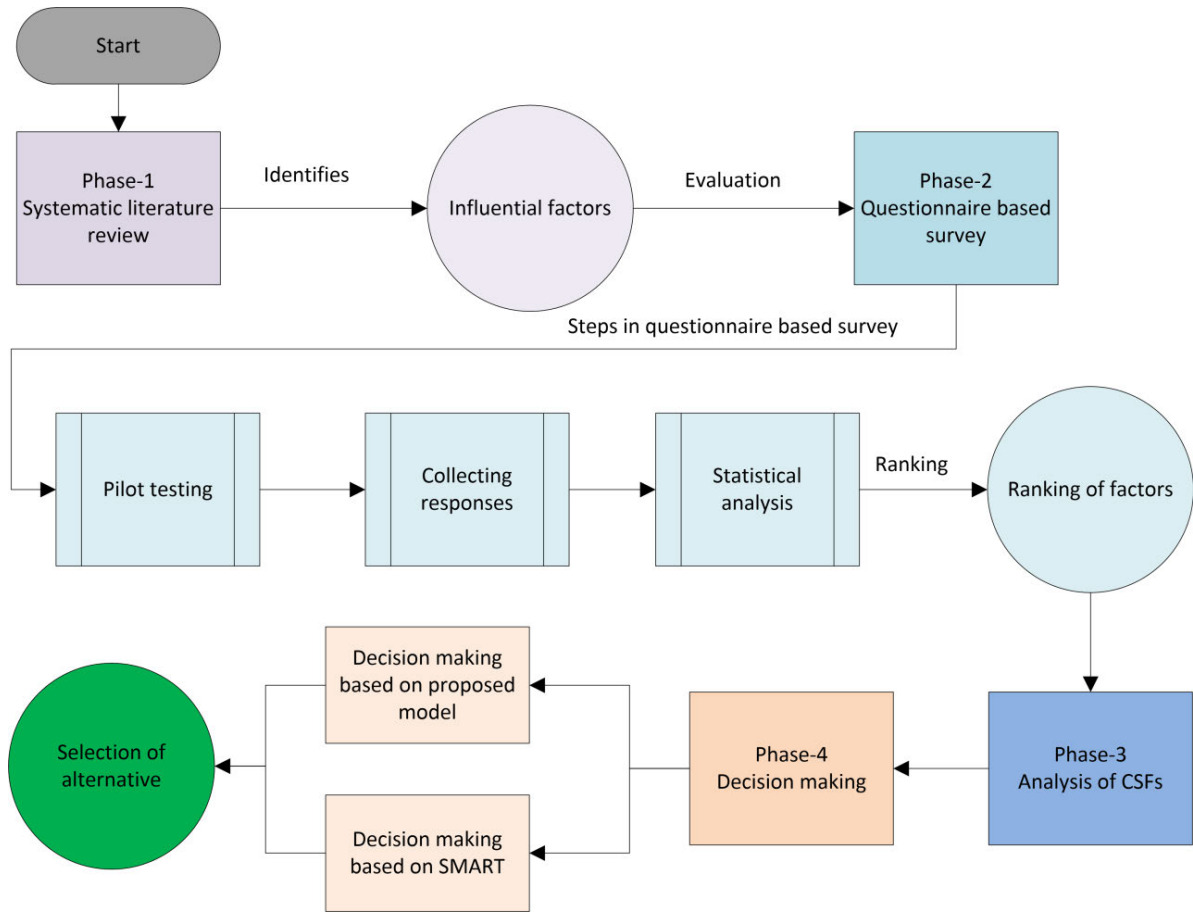 Start
Phase-1
Systematic literature
review
Identifies
Influential factors
Evaluation
Phase-2
Questionnaire based
survey
Steps in questionnaire based survey
Pilot testing
Collecting
responses
Statistical
analysis
Ranking
Ranking of factors
Phase-3
Analysis of CSFs
Phase-4
Decision making
Decision making
based on proposed
model
Decision making
based on SMART
Selection of
alternative